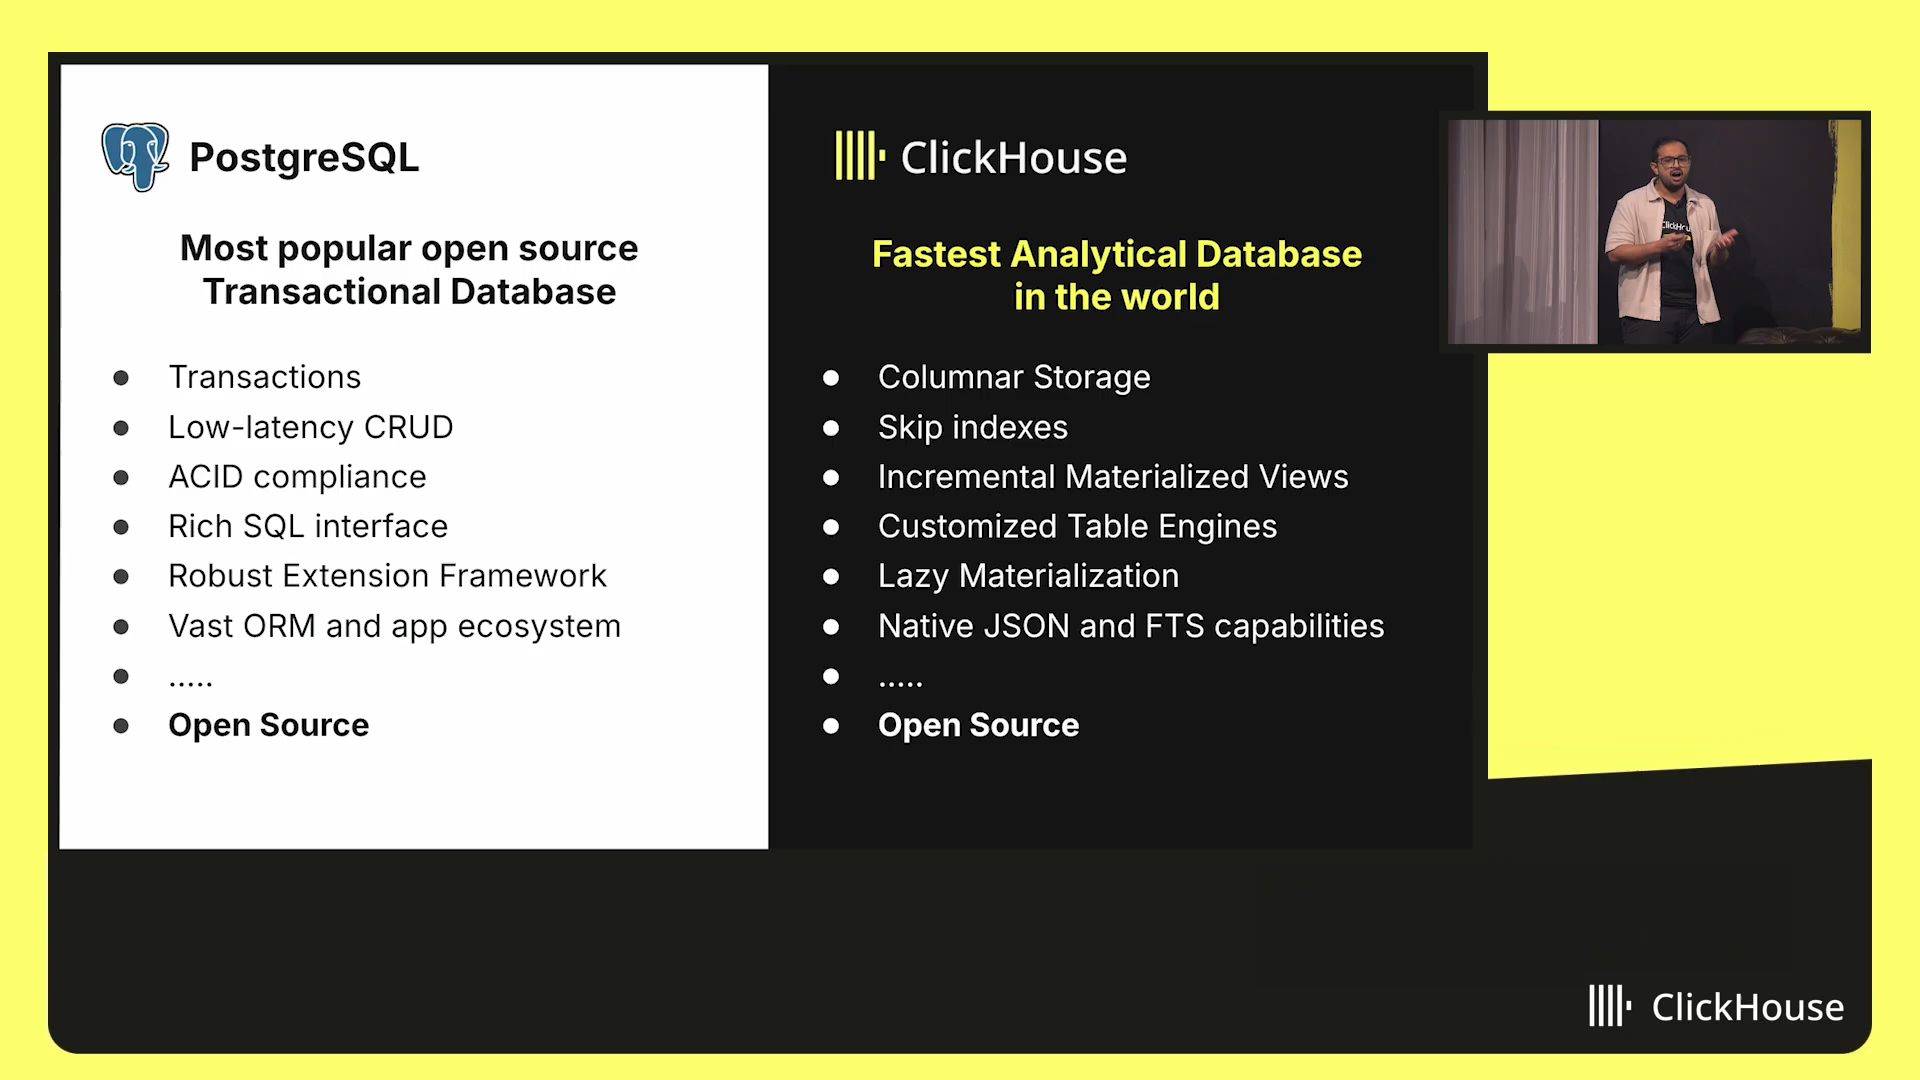 PostgreSQL
Most popular open source
Transactional Database
Transactions
Low-latency CRUD
ACID compliance
Rich SQL interface
Robust Extension Framework
Vast ORM and app ecosystem
.....
Open Source
ClickHouse
Fastest Analytical Database
in the world
Columnar Storage
Skip indexes
Incremental Materialized Views
Customized Table Engines
Lazy Materialization
Native JSON and FTS capabilities
.....
Open Source
ClickHouse